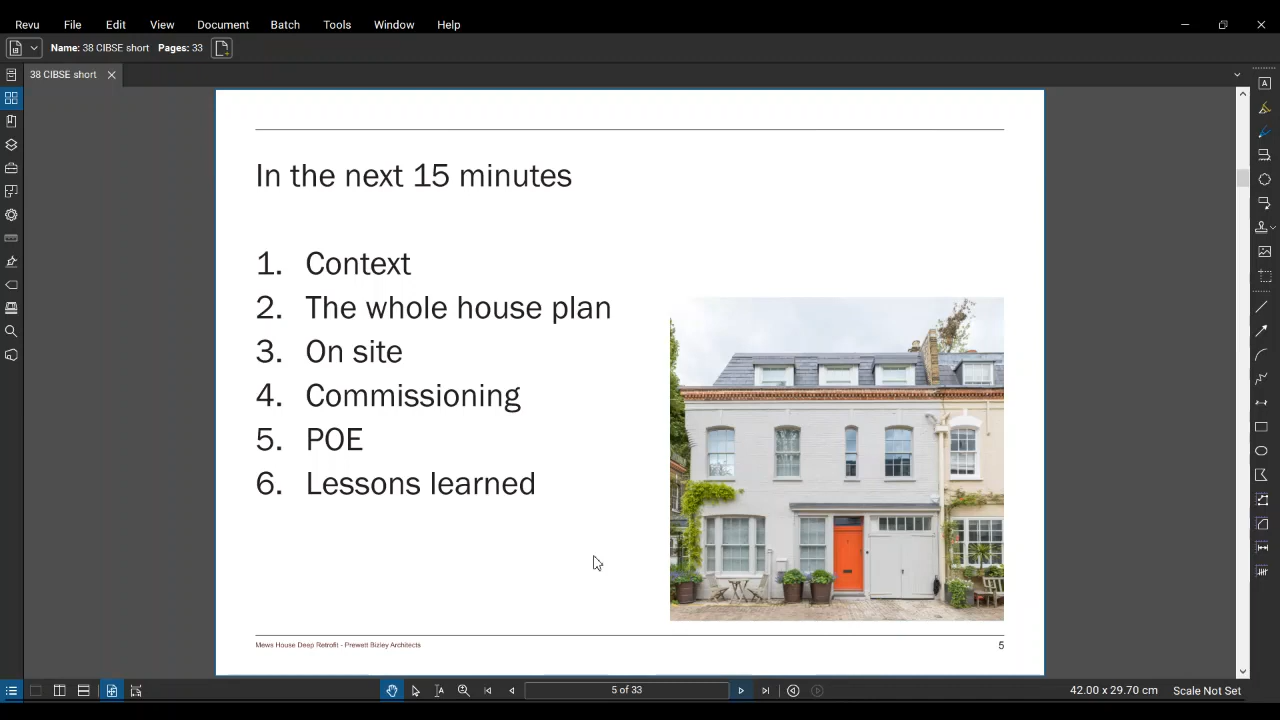 Revu File Edit View Document Batch Tools Window Help
Name: 38 CIBSE short Pages: 33
38 CIBSE short
In the next 15 minutes
1. Context
2. The whole house plan
3. On site
4. Commissioning
5. POE
6. Lessons learned
Mews House Deep Retrofit - Prewett Bizley Architects
5
5 of 33
42.00 x 29.70 cm
Scale Not Set